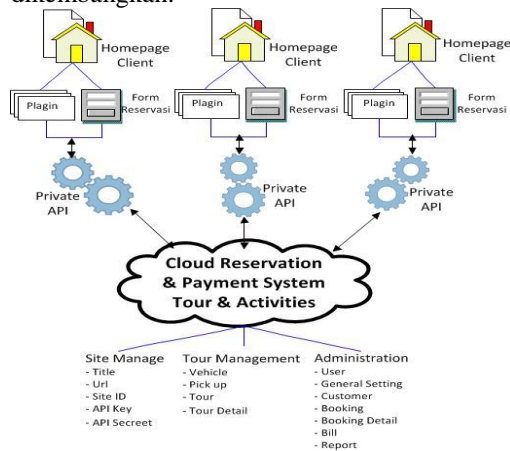 dikembangkan.
Homepage
Client
Homepage
Client
Homepage
Client
Plagin
Form
Reservasi
Plagin
Form
Reservasi
Plagin
Form
Reservasi
Private
API
Private
API
Private
API
Cloud Reservation
& Payment System
Tour & Activities
Site Manage
- Title
- Url
- Site ID
- API Key
- API Secreet
Tour Management
- Vehicle
- Pick up
- Tour
- Tour Detail
Administration
- User
- General Setting
- Customer
- Booking
- Booking Detail
- Bill
- Report